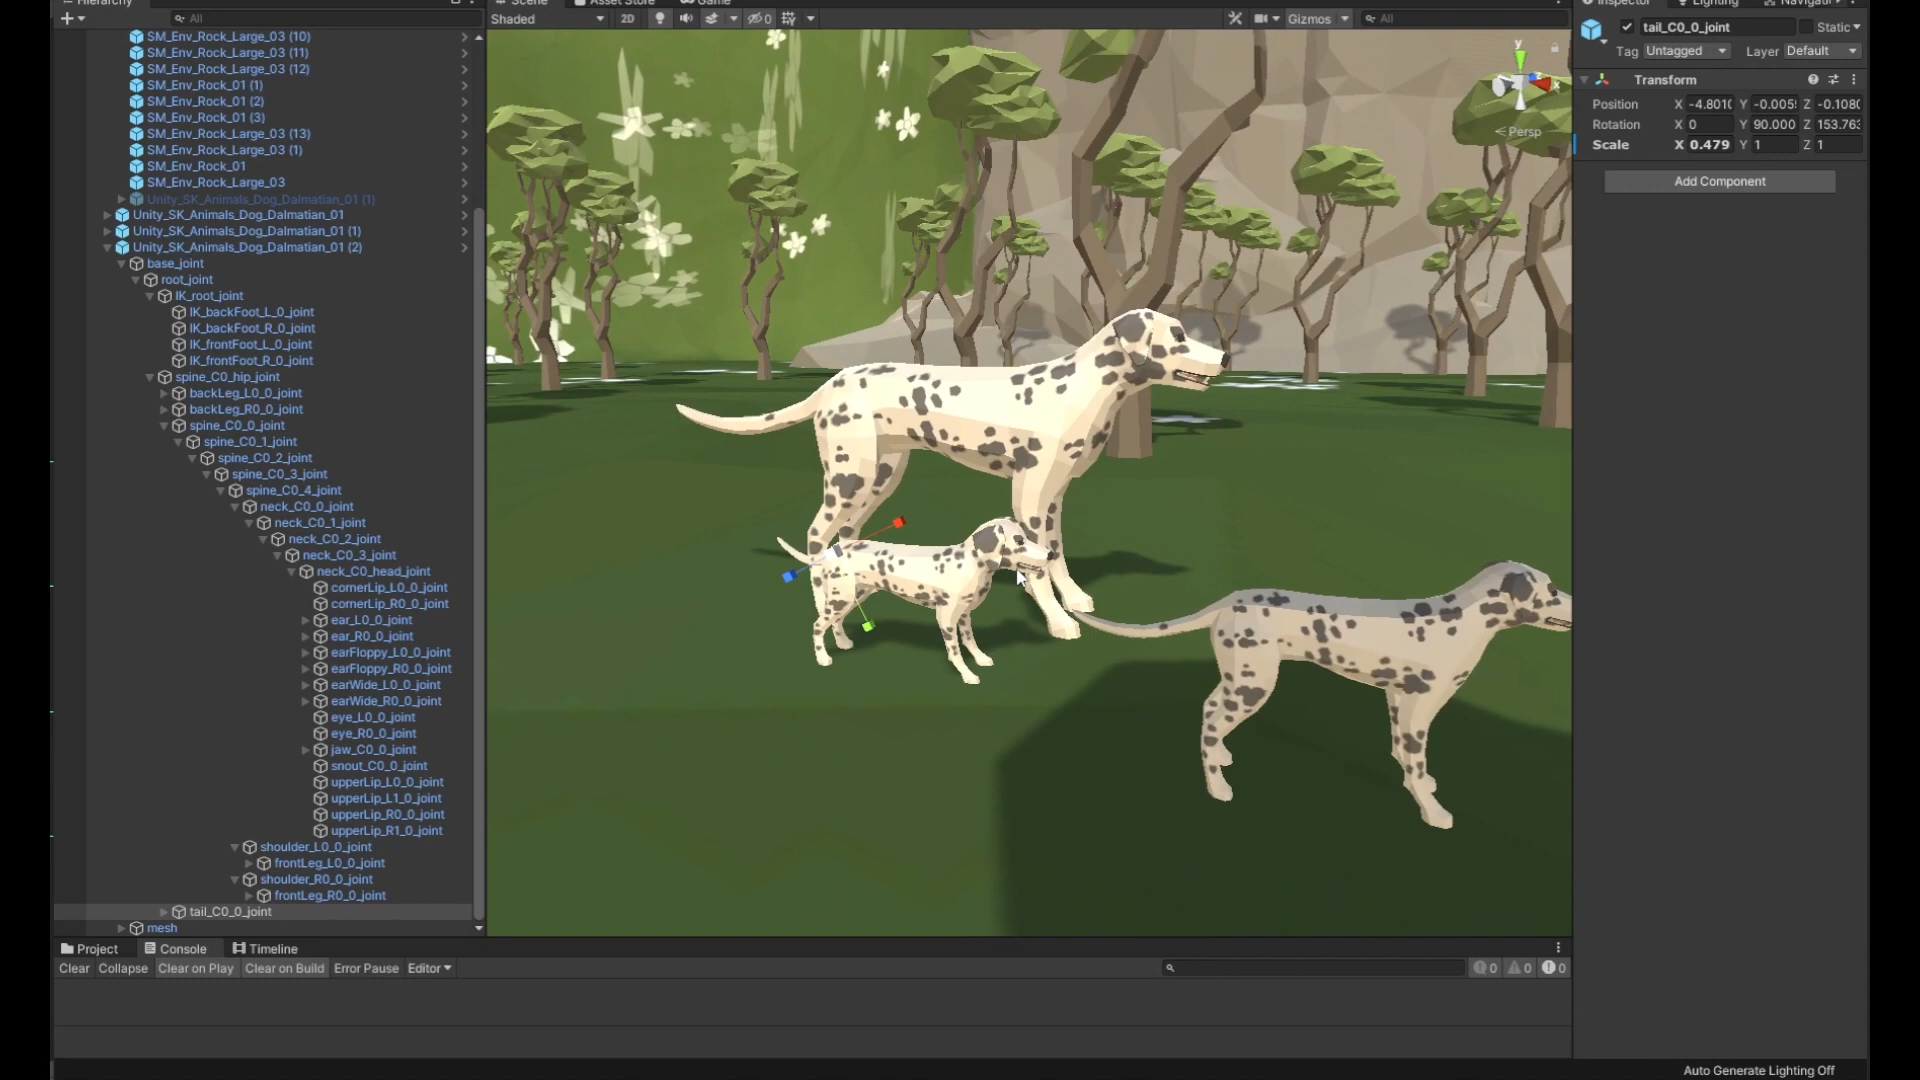 Hierarchy
All
SM_Env_Rock_Large_03 (10)
SM_Env_Rock_Large_03 (11)
SM_Env_Rock_Large_03 (12)
SM_Env_Rock_01 (1)
SM_Env_Rock_01 (2)
SM_Env_Rock_01 (3)
SM_Env_Rock_Large_03 (13)
SM_Env_Rock_Large_03 (1)
SM_Env_Rock_01
SM_Env_Rock_Large_03
Unity_SK_Animals_Dog_Dalmatian_01 (1)
Unity_SK_Animals_Dog_Dalmatian_01
Unity_SK_Animals_Dog_Dalmatian_01 (1)
Unity_SK_Animals_Dog_Dalmatian_01 (2)
base_joint
root_joint
IK_root_joint
IK_backFoot_L_0_joint
IK_backFoot_R_0_joint
IK_frontFoot_L_0_joint
IK_frontFoot_R_0_joint
spine_C0_hip_joint
backLeg_L0_0_joint
backLeg_R0_0_joint
spine_C0_0_joint
spine_C0_1_joint
spine_C0_2_joint
spine_C0_3_joint
spine_C0_4_joint
neck_C0_0_joint
neck_C0_1_joint
neck_C0_2_joint
neck_C0_3_joint
neck_C0_head_joint
cornerLip_L0_0_joint
cornerLip_R0_0_joint
ear_L0_0_joint
ear_R0_0_joint
earFloppy_L0_0_joint
earFloppy_R0_0_joint
earWide_L0_0_joint
earWide_R0_0_joint
eye_L0_0_joint
eye_R0_0_joint
jaw_C0_0_joint
snout_C0_0_joint
upperLip_L0_0_joint
upperLip_L1_0_joint
upperLip_R0_0_joint
upperLip_R1_0_joint
shoulder_L0_0_joint
frontLeg_L0_0_joint
shoulder_R0_0_joint
frontLeg_R0_0_joint
tail_C0_0_joint
mesh
Scene Asset Store Game
Shaded 2D 0 Gizmos All
y
x
Persp
Inspector Lighting Navigati
tail_C0_0_joint Static
Tag Untagged Layer Default
Transform
Position X -4.801( Y -0.005 Z -0.108(
Rotation X 0 Y 90.000 Z 153.76
Scale X 0.479 Y 1 Z 1
Add Component
Project Console Timeline
Clear Collapse Clear on Play Clear on Build Error Pause Editor 0 0 0
Auto Generate Lighting Off